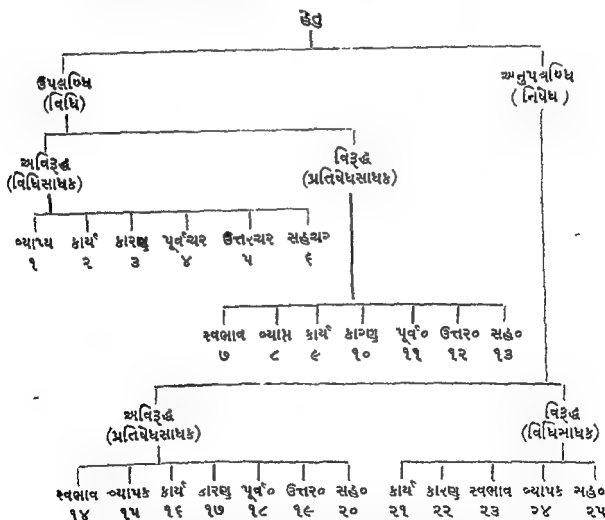 હેતુ
ઉપલબ્ધિ અનુપલબ્ધિ
(વિધિ) (નિષેધ)
અવિરૂદ્ધ વિરૂદ્ધ
(વિધિસાધક) (પ્રતિષેધસાધક)
વ્યાપ્ય કાર્ય કારણ પૂર્વચર ઉત્તરચર સહચર
૧ ૨ ૩ ૪ ૫ ૬
સ્વભાવ વ્યાપ્ત કાર્ય કારણ પૂર્વ૦ ઉત્તર૦ સહ૦
૭ ૮ ૯ ૧૦ ૧૧ ૧૨ ૧૩
અવિરૂદ્ધ વિરૂદ્ધ
(પ્રતિષેધસાધક) (વિધિસાધક)
સ્વભાવ વ્યાપક કાર્ય કારણ પૂર્વ૦ ઉત્તર૦ સહ૦ કાર્ય કારણ સ્વભાવ વ્યાપક સહ૦
૧૪ ૧૫ ૧૬ ૧૭ ૧૮ ૧૯ ૨૦ ૨૧ ૨૨ ૨૩ ૨૪ ૨૫